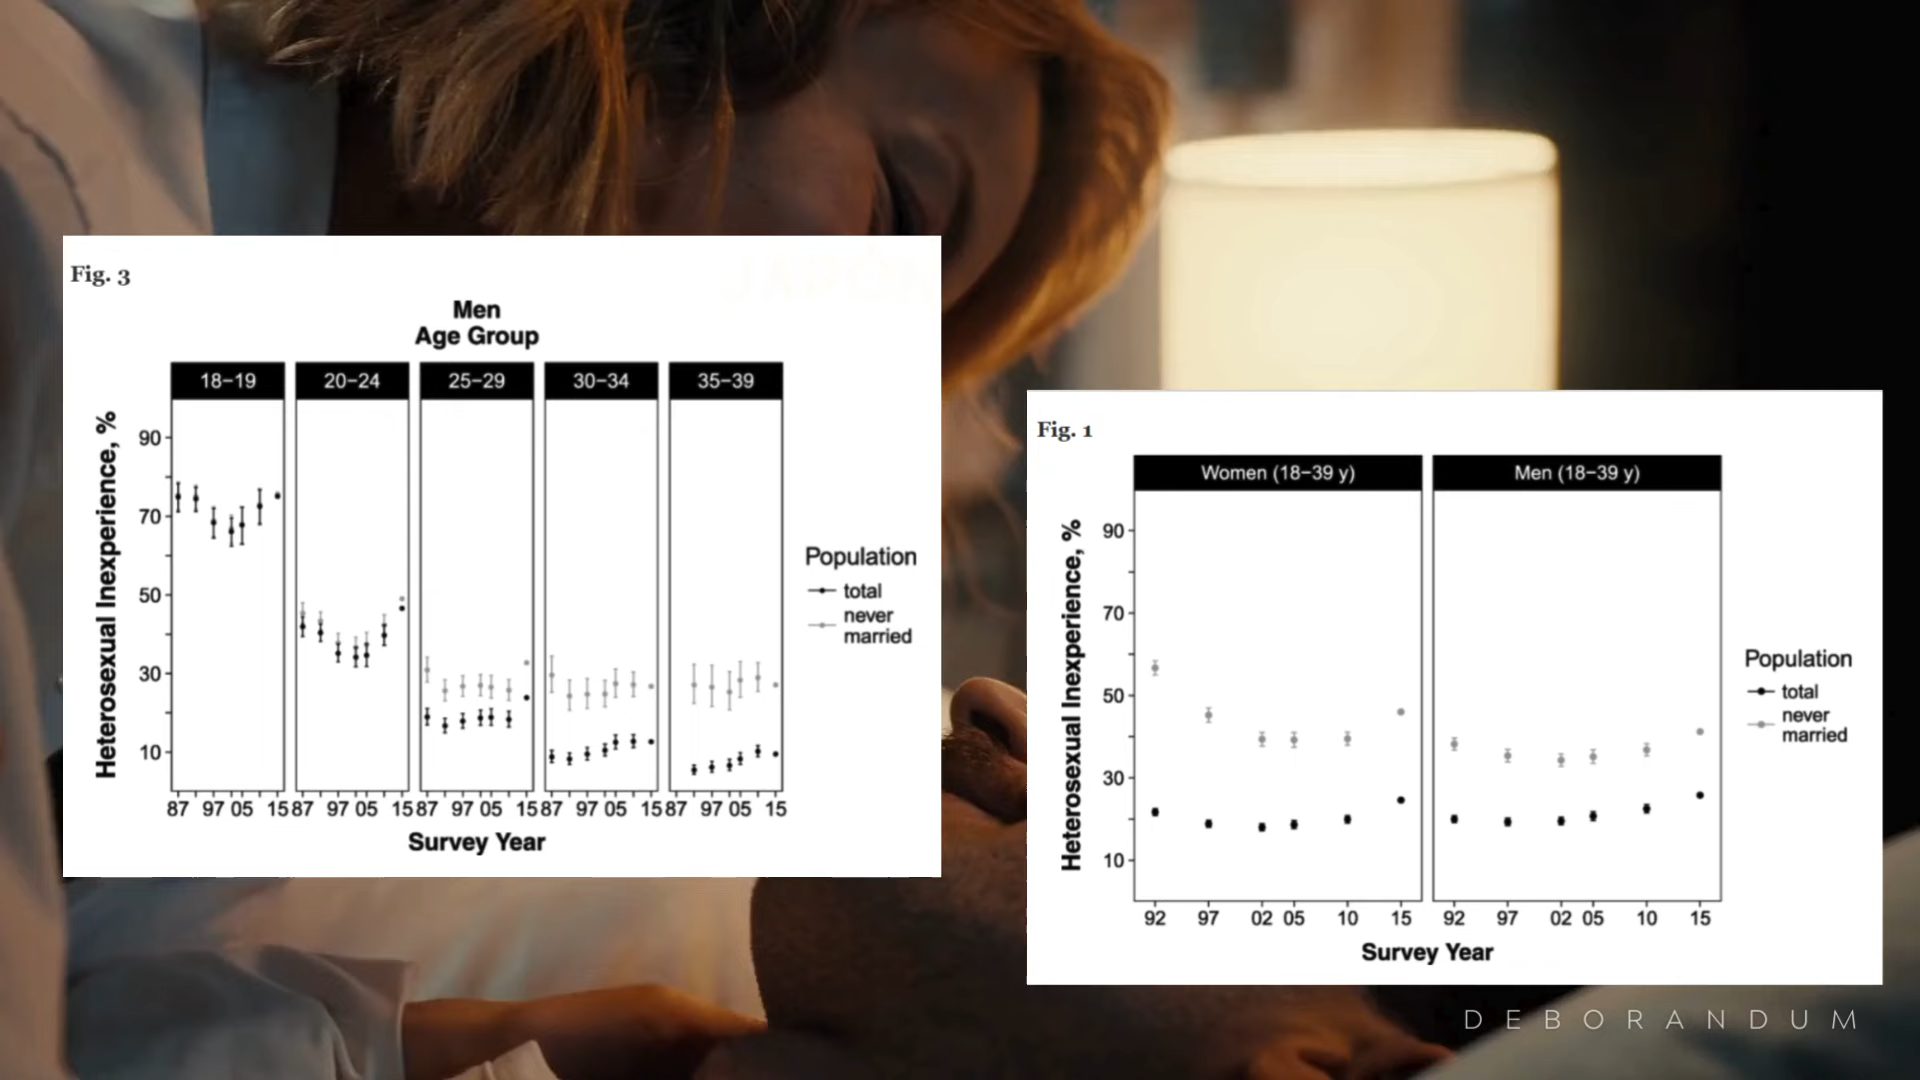 Fig. 3
Men
Age Group
18–19 20–24 25–29 30–34 35–39
Heterosexual Inexperience, %
90
70
50
30
10
87 97 05 15 87 97 05 15 87 97 05 15 87 97 05 15 87 97 05 15
Survey Year
Population
total
never
married
Fig. 1
Women (18–39 y) Men (18–39 y)
Heterosexual Inexperience, %
90
70
50
30
10
92 97 02 05 10 15 92 97 02 05 10 15
Survey Year
Population
total
never
married
DEBORANDUM